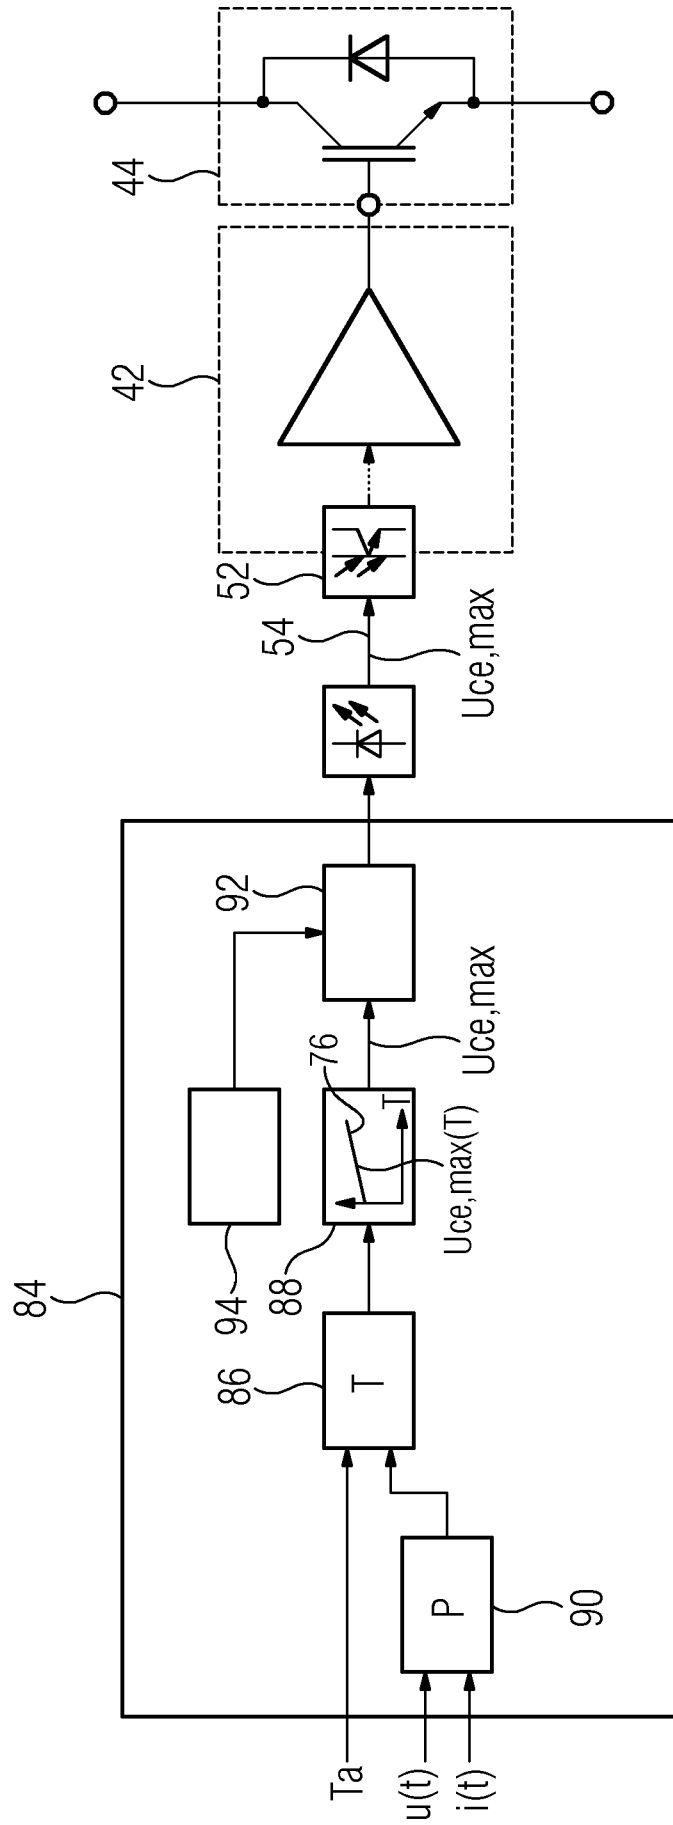 84
94
92
42
44
86
88
76
52
54
T
T
Uce,max(T)
Uce,max
Uce,max
P
90
Ta
u(t)
i(t)